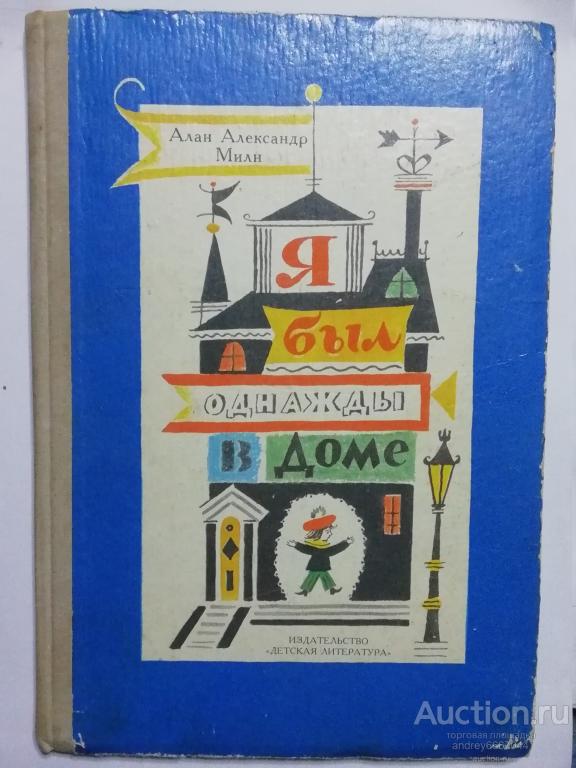 Алан Александр
Милн
Я
был
однажды
в доме
ИЗДАТЕЛЬСТВО
«ДЕТСКАЯ ЛИТЕРАТУРА»
Auction.ru
торговая площадка